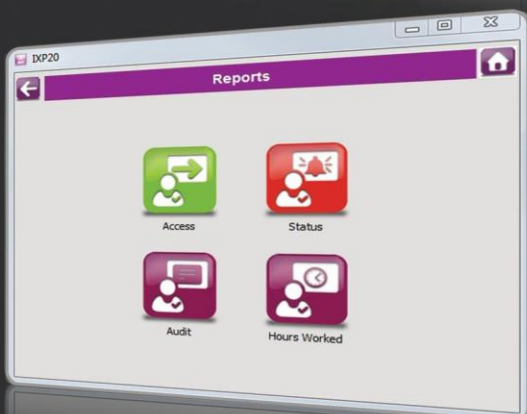 IXP20
Reports
Access
Status
Audit
Hours Worked